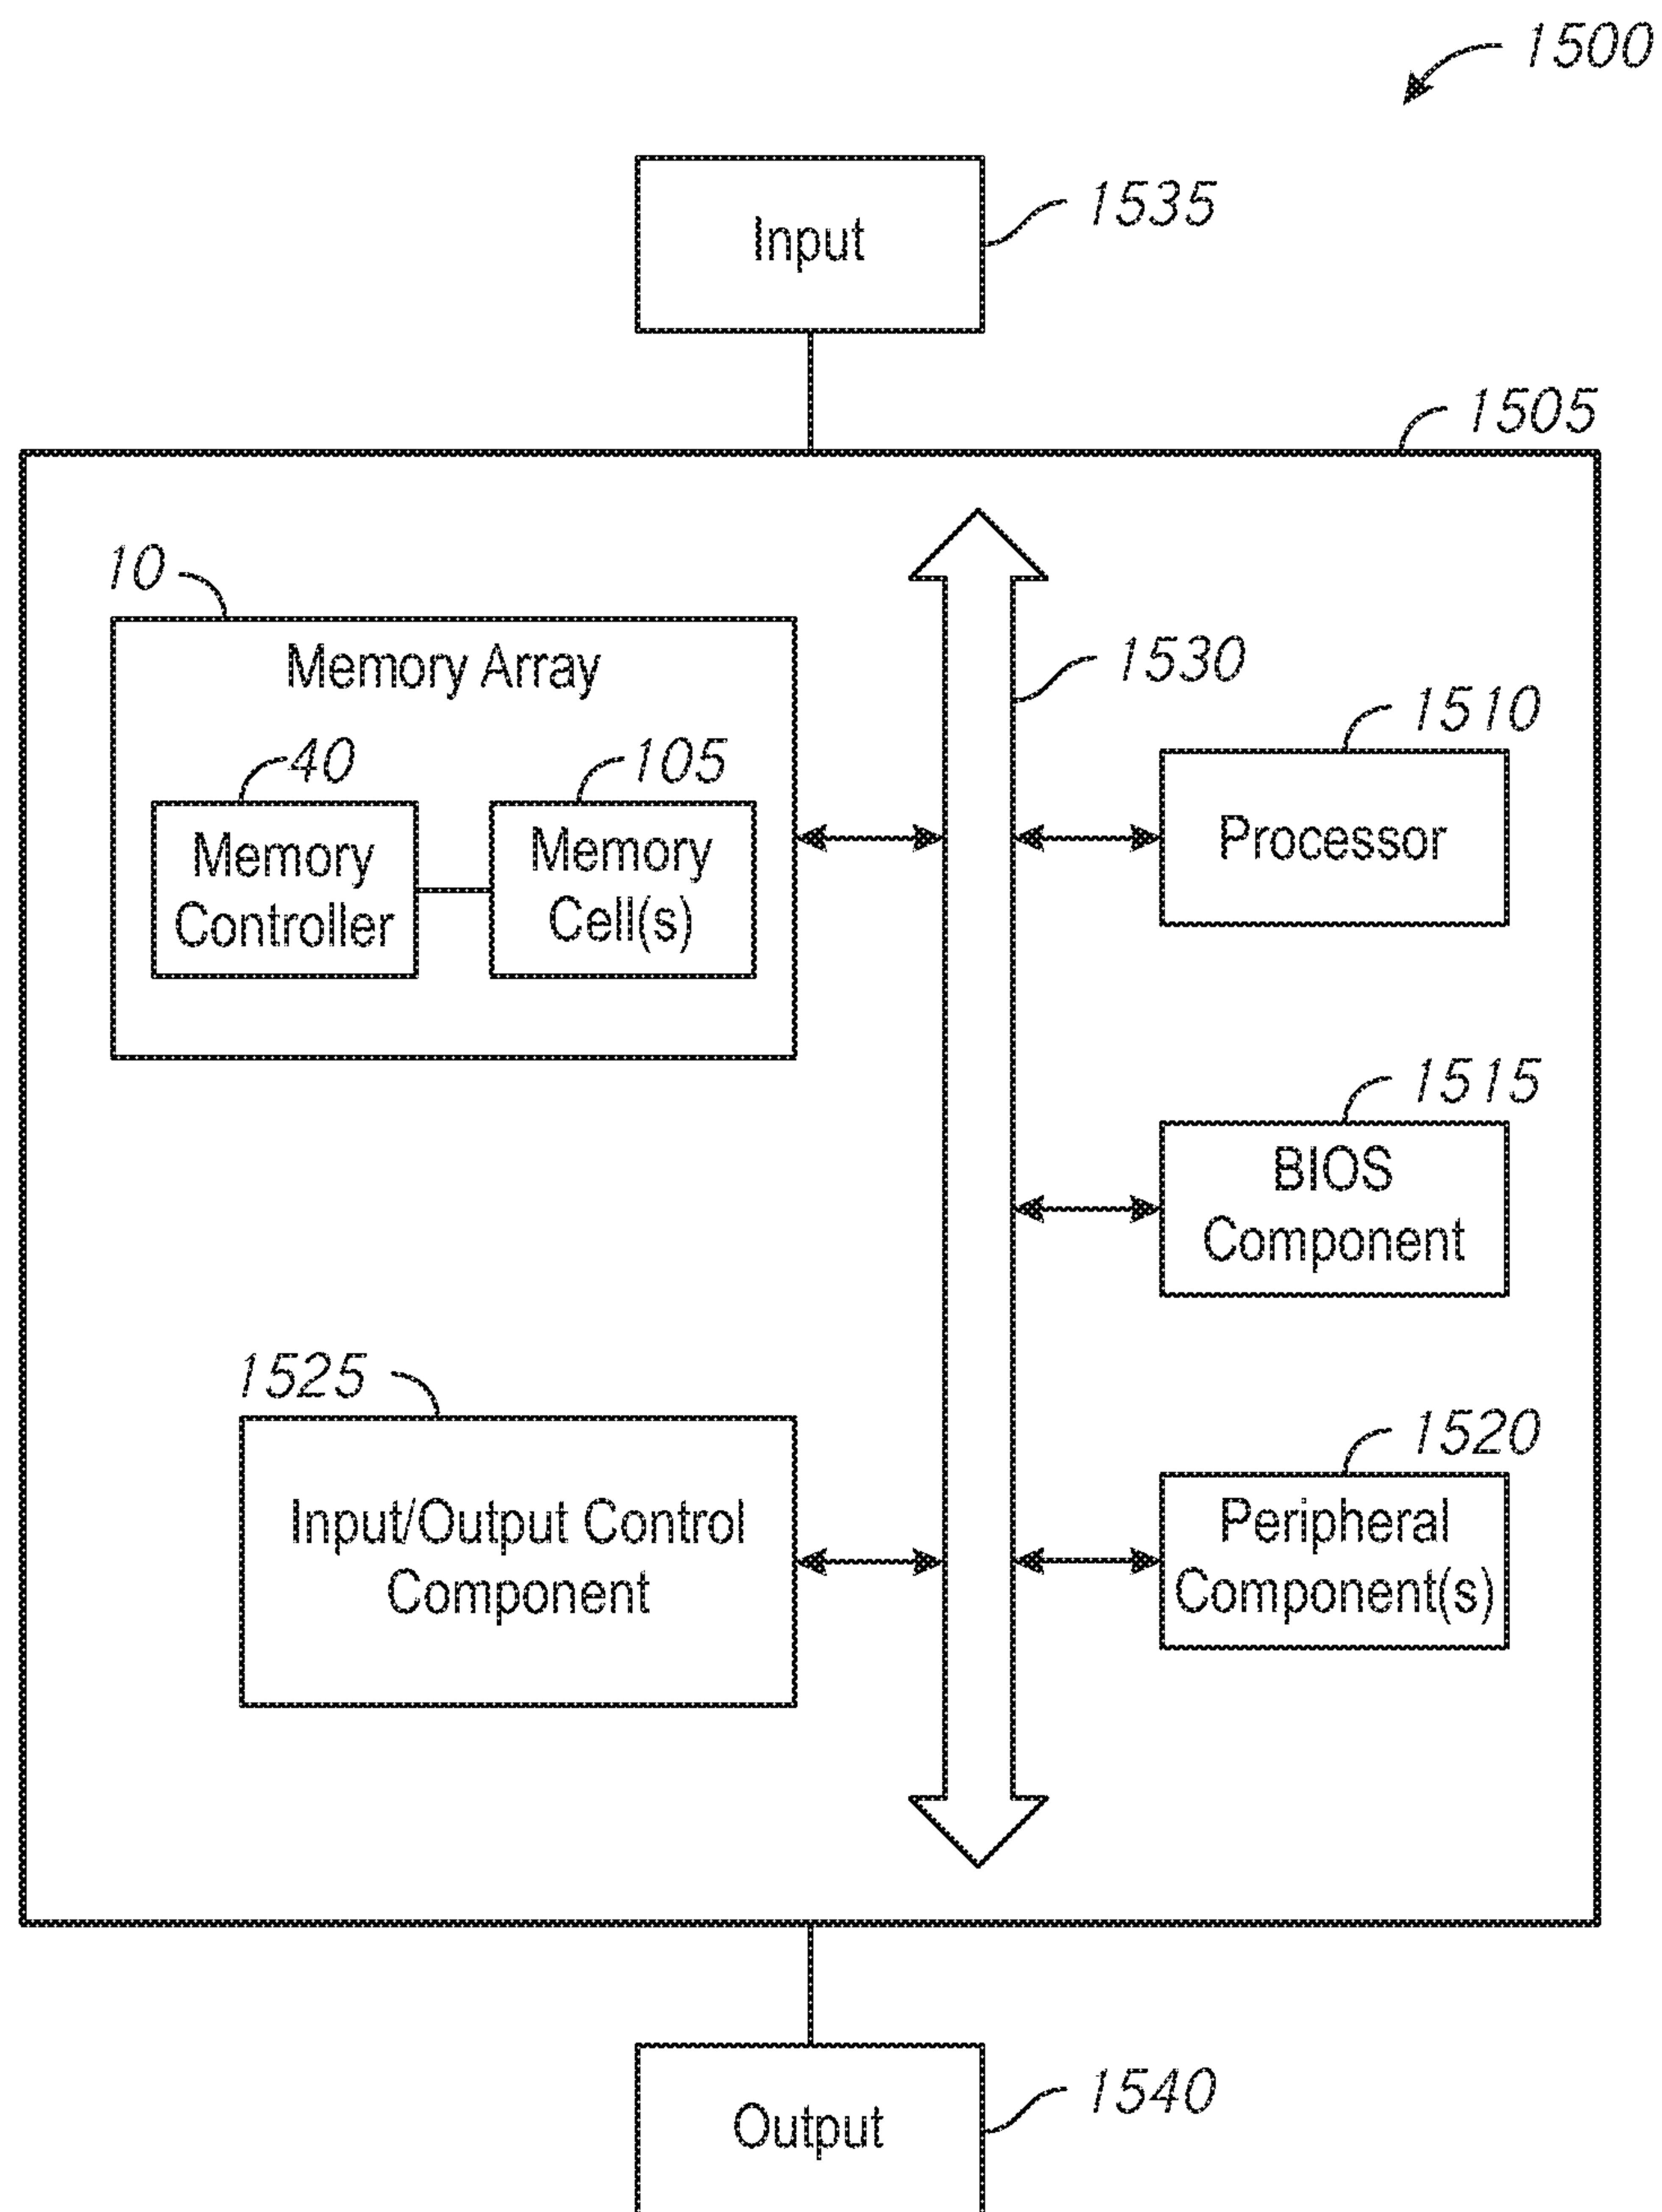 1500
Input
1535
1505
10
Memory Array
1530
1510
40
105
Memory
Controller
Memory
Cell(s)
Processor
1515
BIOS
Component
1525
1520
Input/Output Control
Component
Peripheral
Component(s)
Output
1540